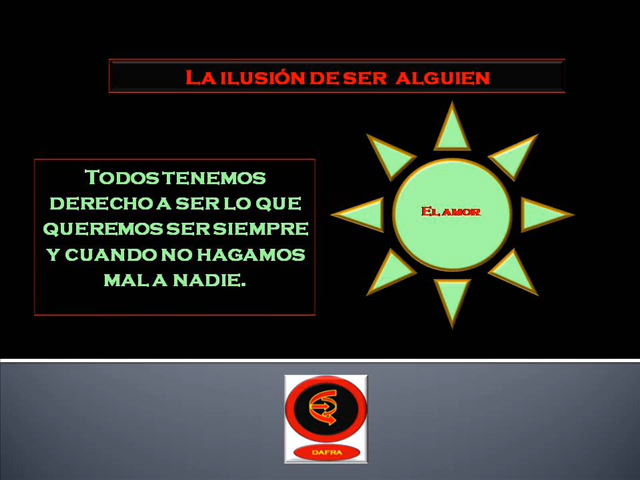 La ilusión de ser alguien
Todos tenemos
derecho a ser lo que
queremos ser siempre
y cuando no hagamos
mal a nadie.
El amor
DAFRA